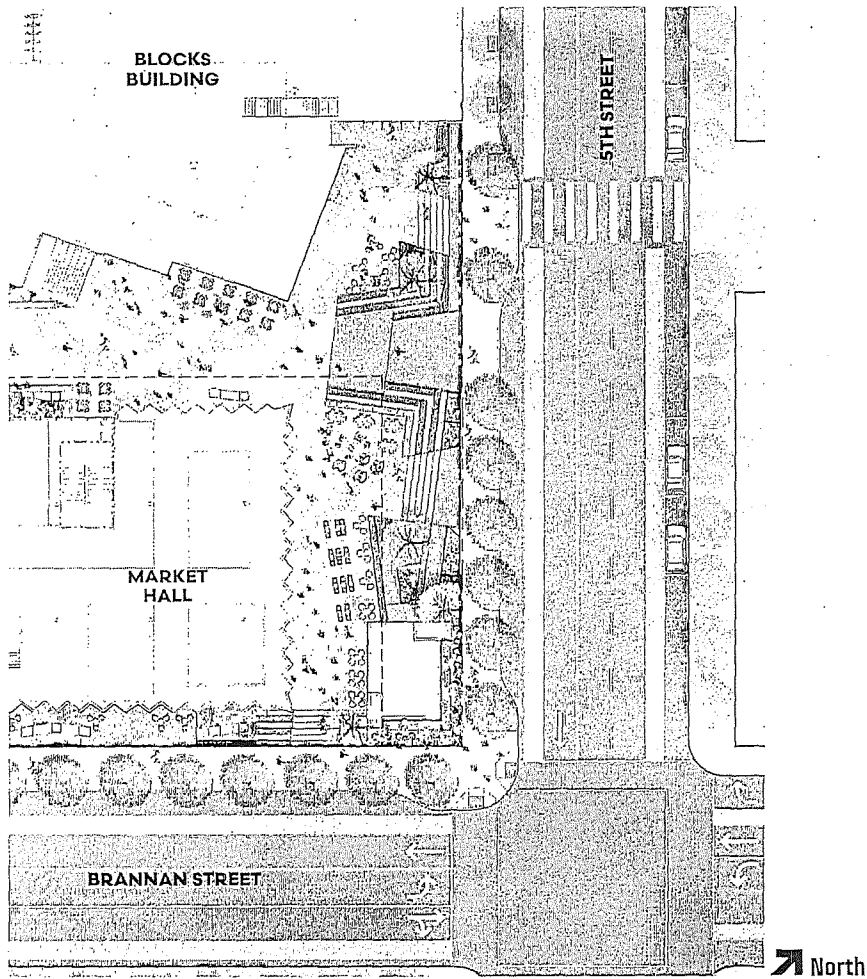 BLOCKS
BUILDING
5TH STREET
MARKET
HALL
BRANNAN STREET
North